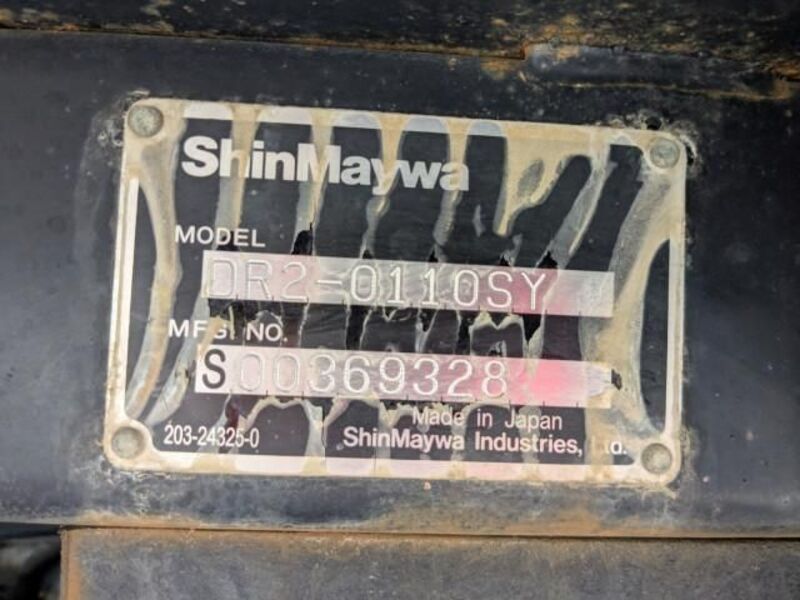 ShinMaywa
MODEL
DR2-0110SY
MFG. NO.
S00369328
Made in Japan
203-24325-0
ShinMaywa Industries, Ltd.